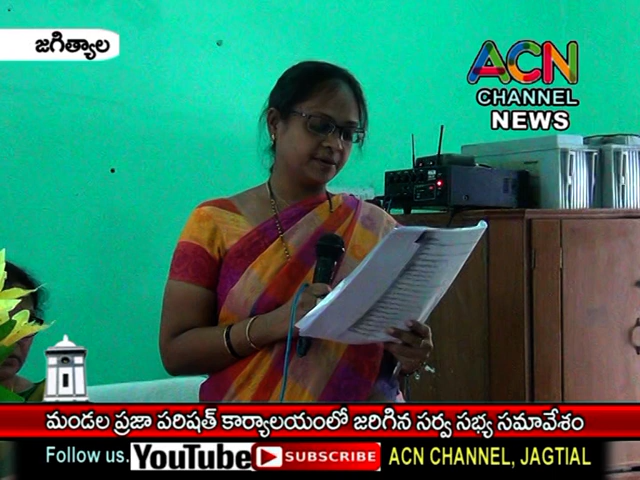 జగిత్యాల
ACN
CHANNEL
NEWS
మండల ప్రజా పరిషత్ కార్యాలయంలో జరిగిన సర్వ సభ్య సమావేశం
Follow us. YouTube SUBSCRIBE ACN CHANNEL, JAGTIAL